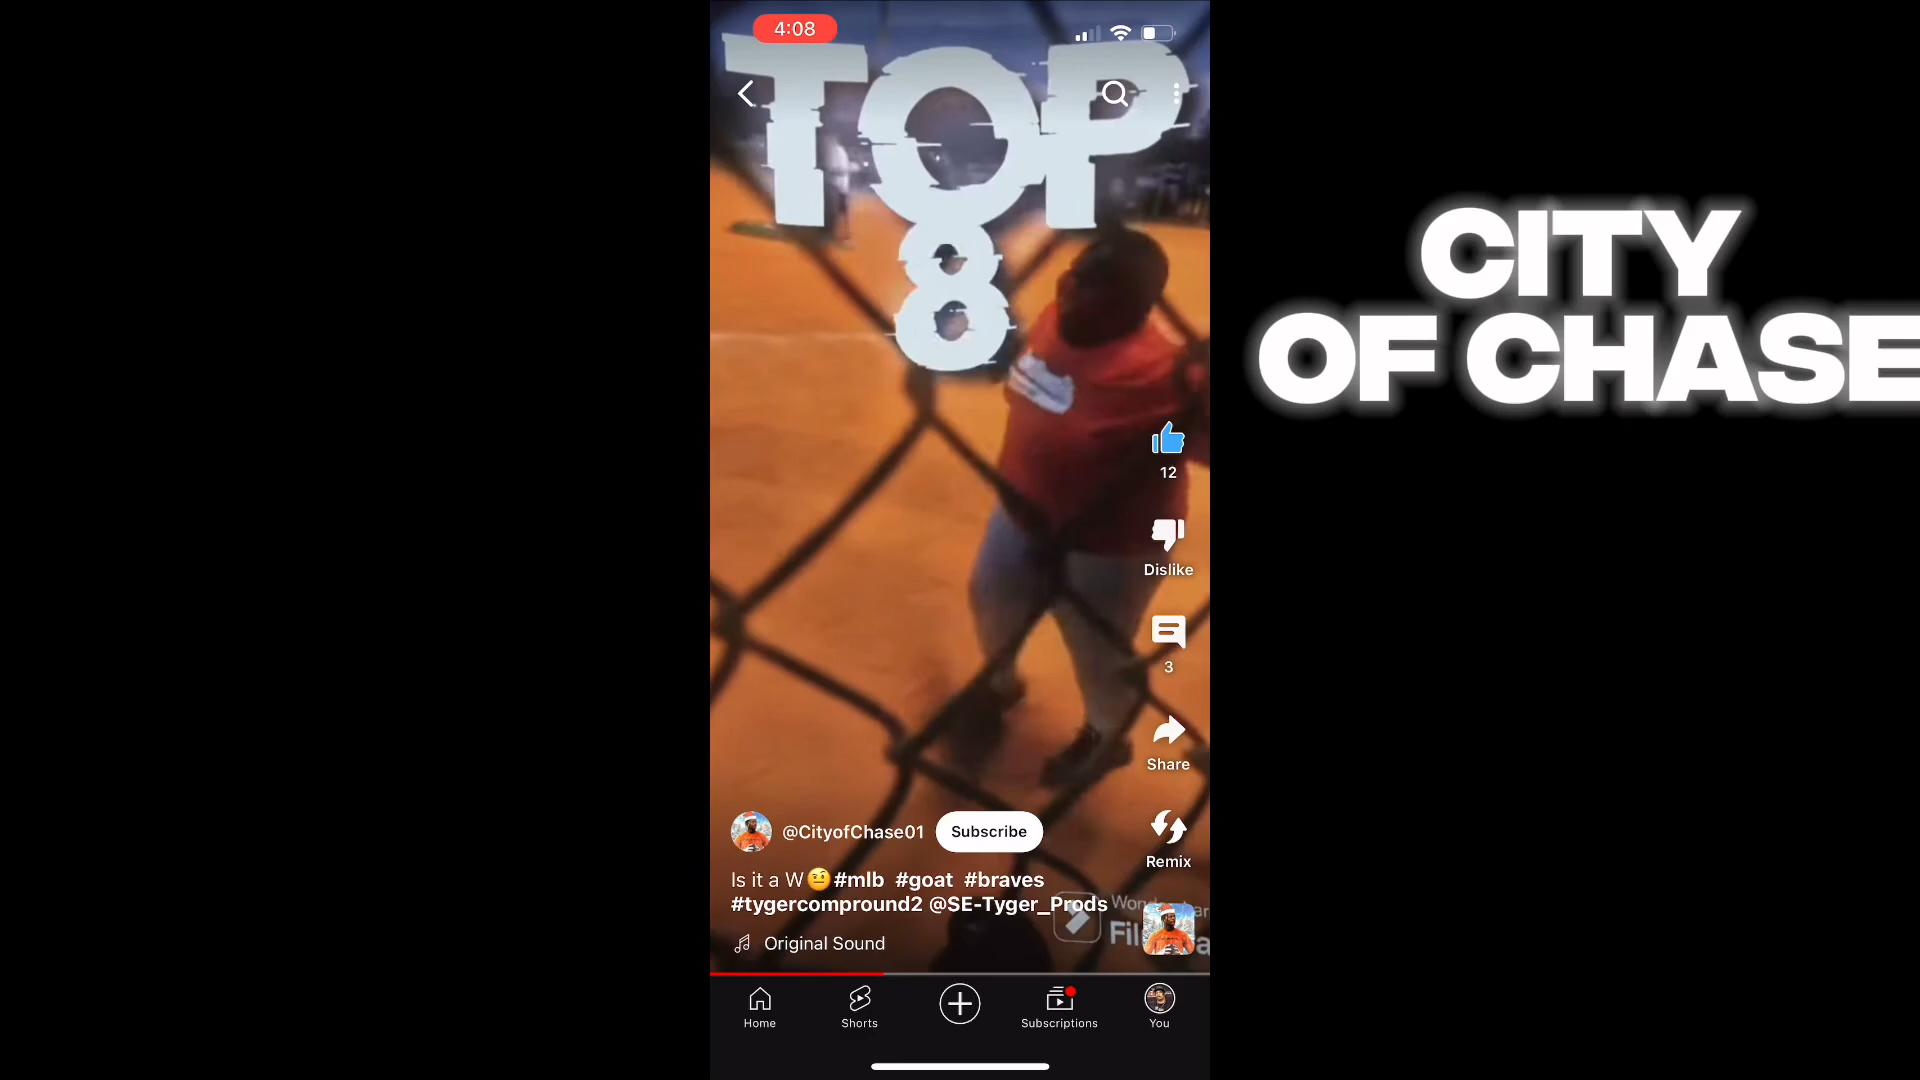 4:08
TOP
8
12
Dislike
3
Share
Remix
@CityofChase01
Subscribe
Is it a W🤨#mlb #goat #braves
#tygercompround2 @SE-Tyger_Prods
Original Sound
Home
Shorts
Subscriptions
You
CITY
OF CHASE